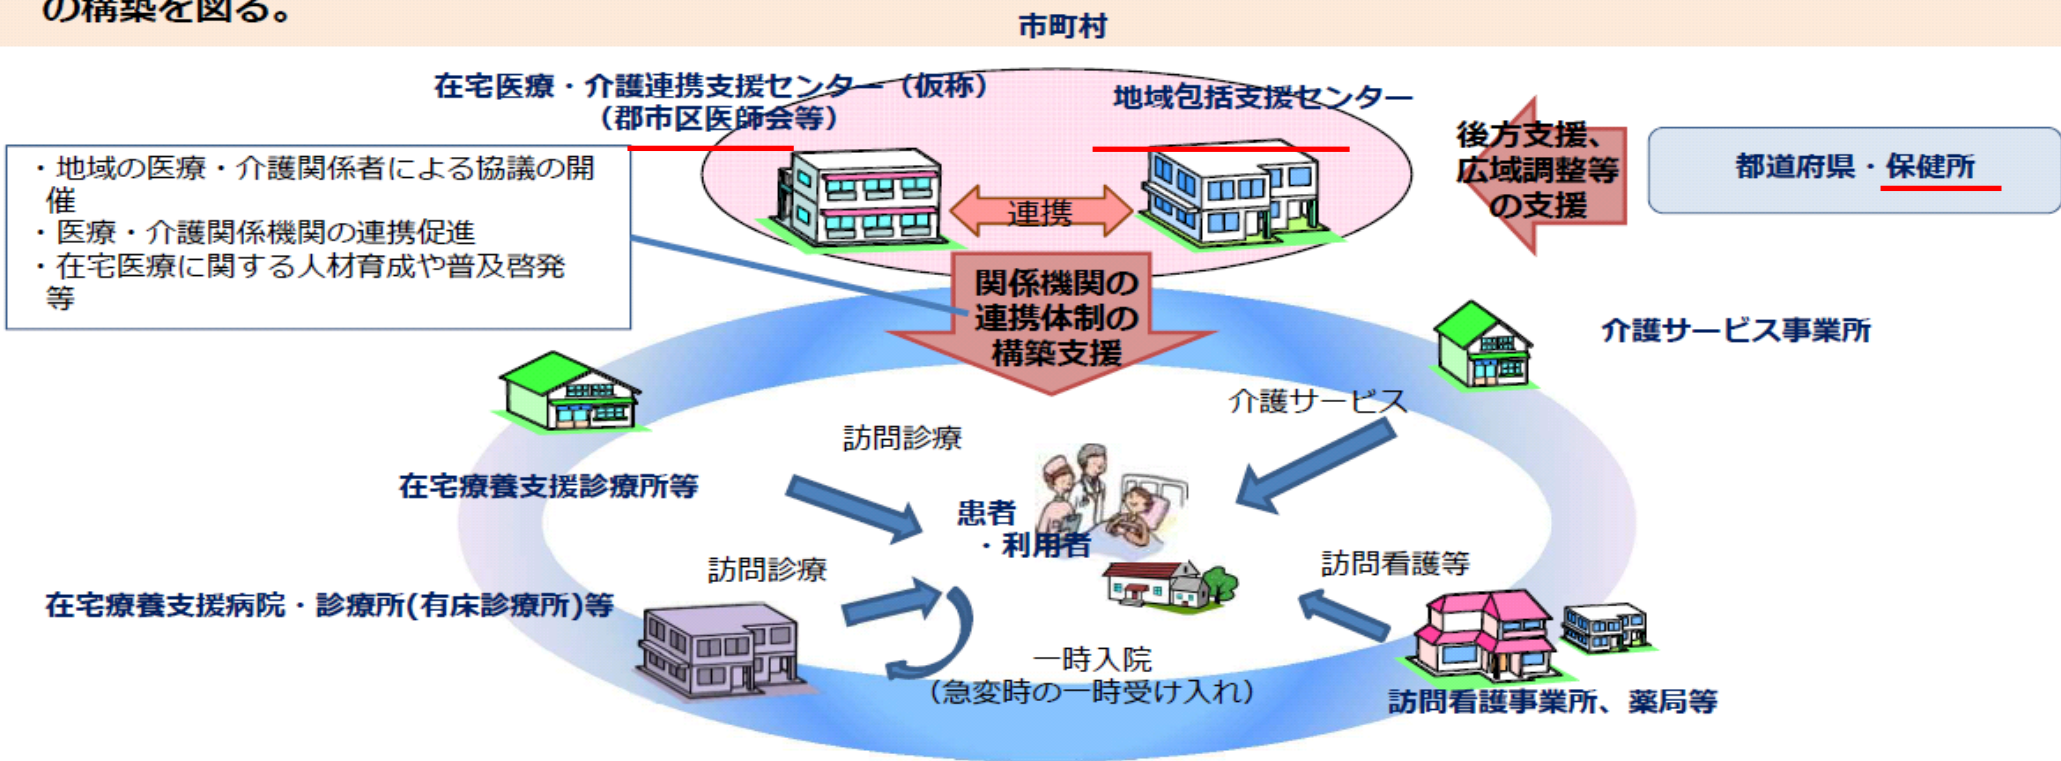 の構築を図る。
市町村
在宅医療・介護連携支援センター（仮称）
（郡市区医師会等）
地域包括支援センター
後方支援、
広域調整等
の支援
都道府県・保健所
・地域の医療・介護関係者による協議の開
催
・医療・介護関係機関の連携促進
・在宅医療に関する人材育成や普及啓発
等
連携
関係機関の
連携体制の
構築支援
介護サービス事業所
介護サービス
訪問診療
在宅療養支援診療所等
患者
・利用者
訪問診療
訪問看護等
在宅療養支援病院・診療所(有床診療所)等
一時入院
（急変時の一時受け入れ）
訪問看護事業所、薬局等